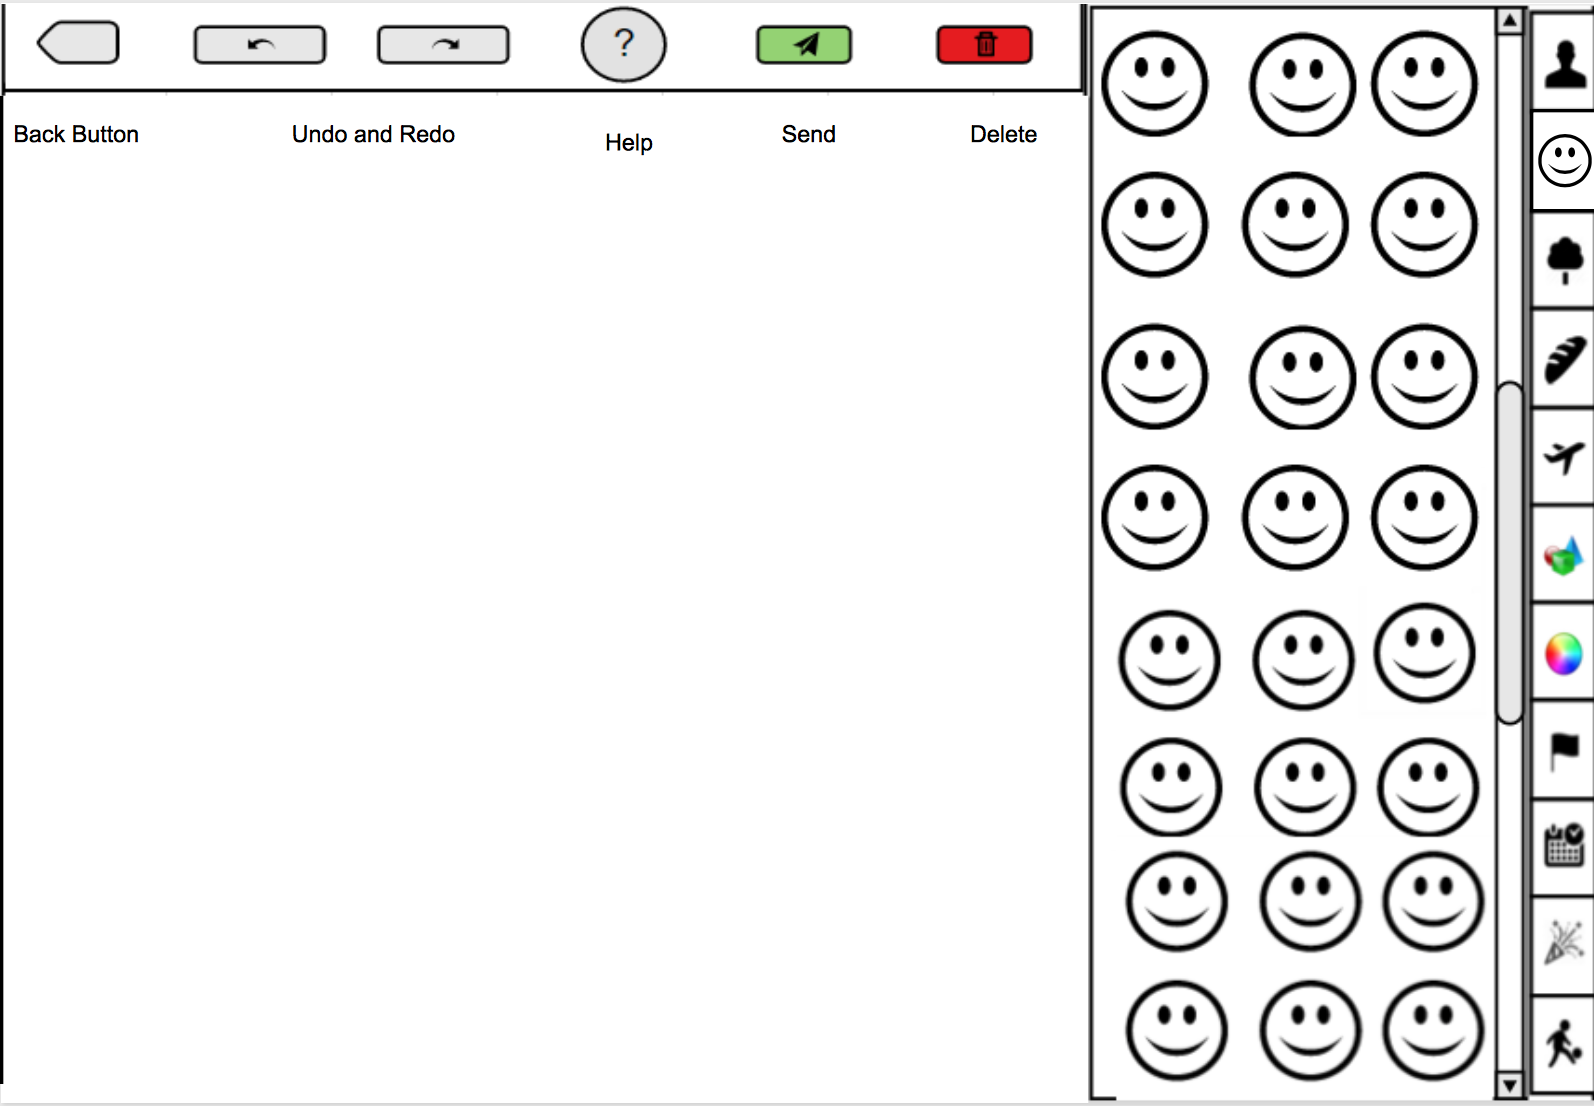 ?
Back Button
Undo and Redo
Help
Send
Delete